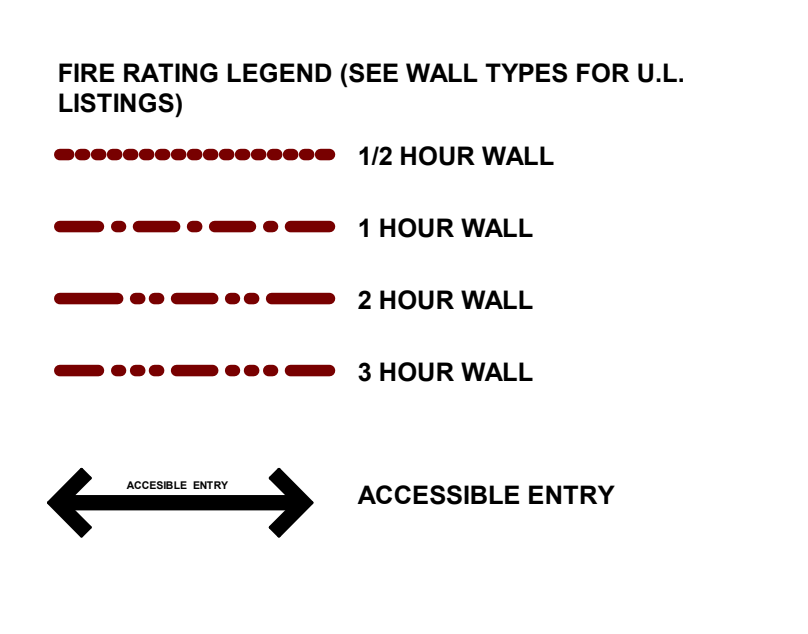 FIRE RATING LEGEND (SEE WALL TYPES FOR U.L.
LISTINGS)
1/2 HOUR WALL
1 HOUR WALL
2 HOUR WALL
3 HOUR WALL
ACCESIBLE ENTRY
ACCESSIBLE ENTRY